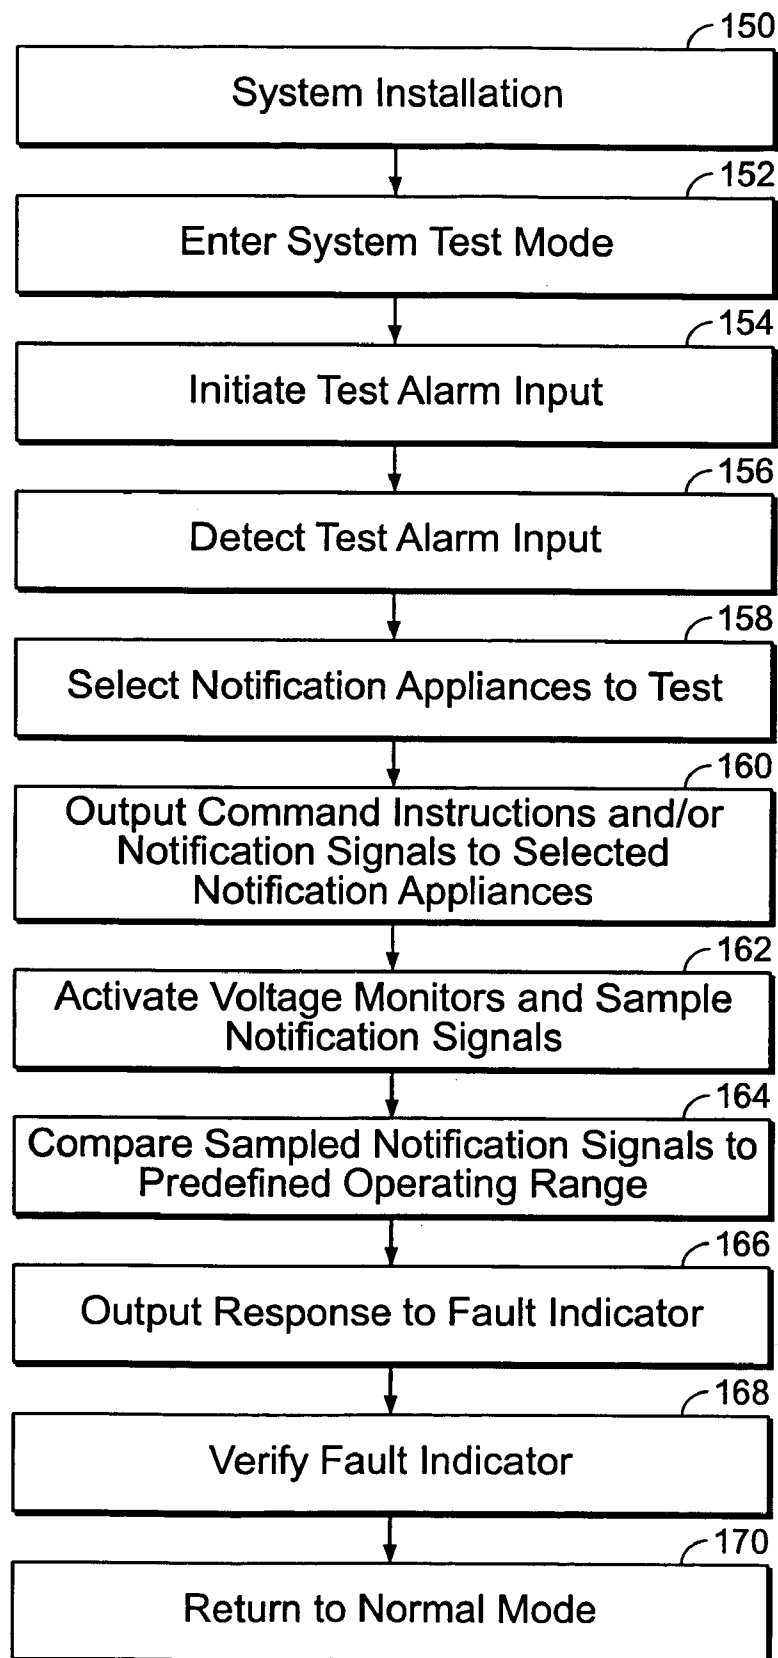 150
System Installation
152
Enter System Test Mode
154
Initiate Test Alarm Input
156
Detect Test Alarm Input
158
Select Notification Appliances to Test
160
Output Command Instructions and/or
Notification Signals to Selected
Notification Appliances
162
Activate Voltage Monitors and Sample
Notification Signals
164
Compare Sampled Notification Signals to
Predefined Operating Range
166
Output Response to Fault Indicator
168
Verify Fault Indicator
170
Return to Normal Mode